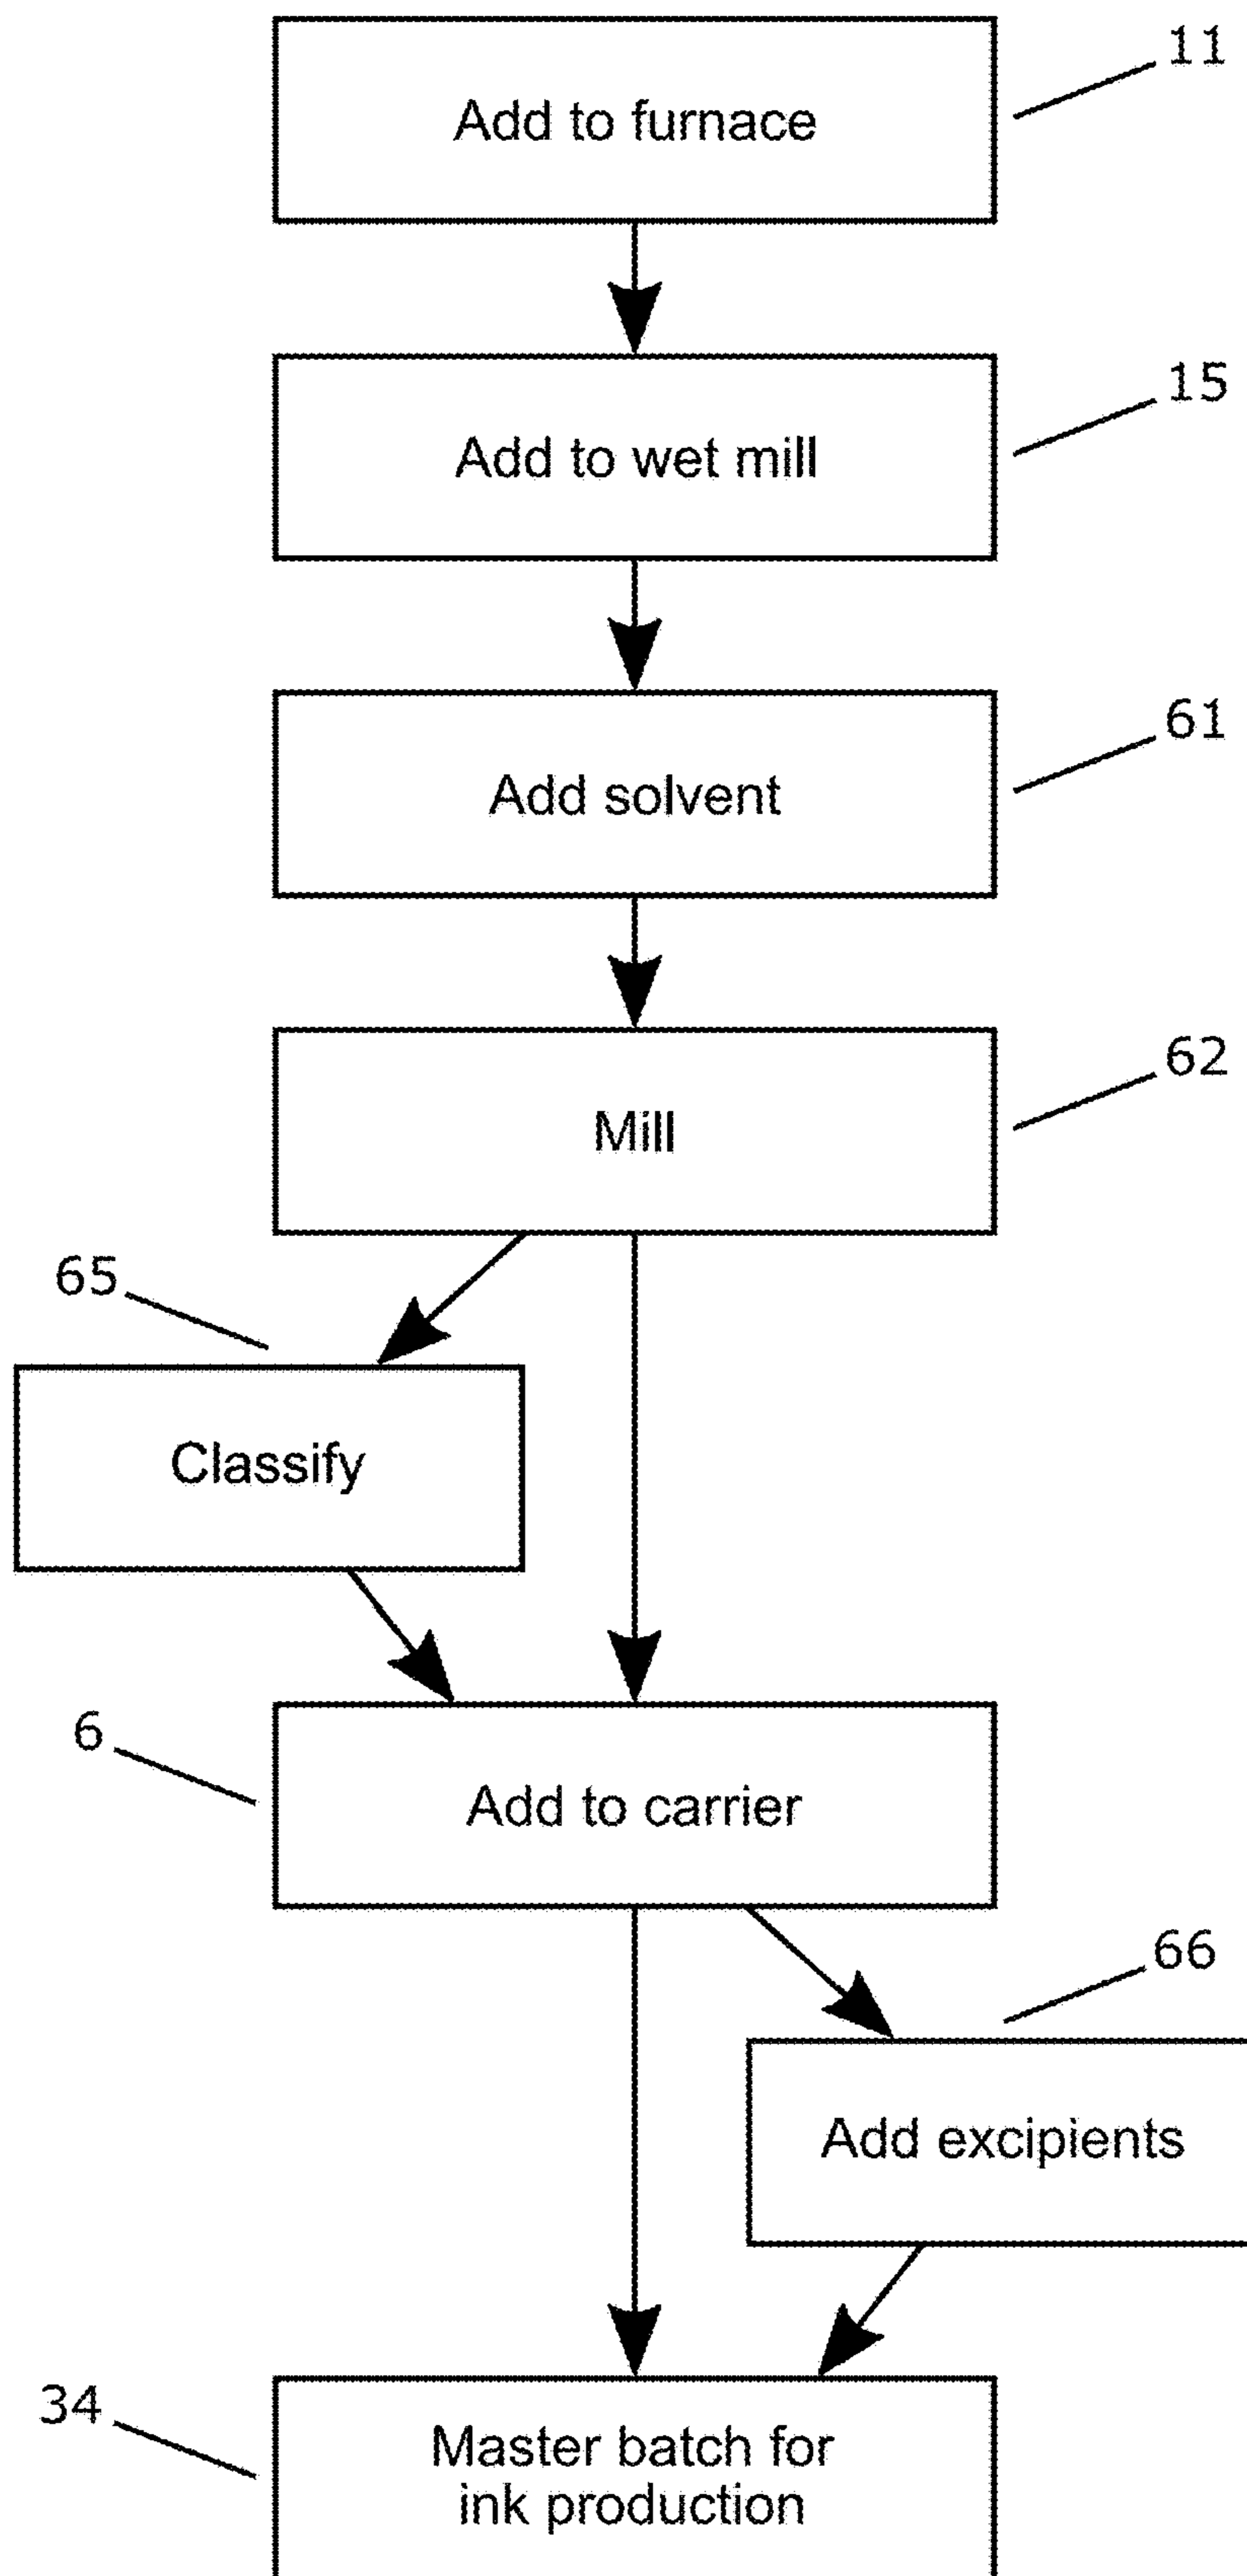 11
Add to furnace
15
Add to wet mill
61
Add solvent
62
Mill
65
Classify
6
Add to carrier
66
Add excipients
34
Master batch for
ink production